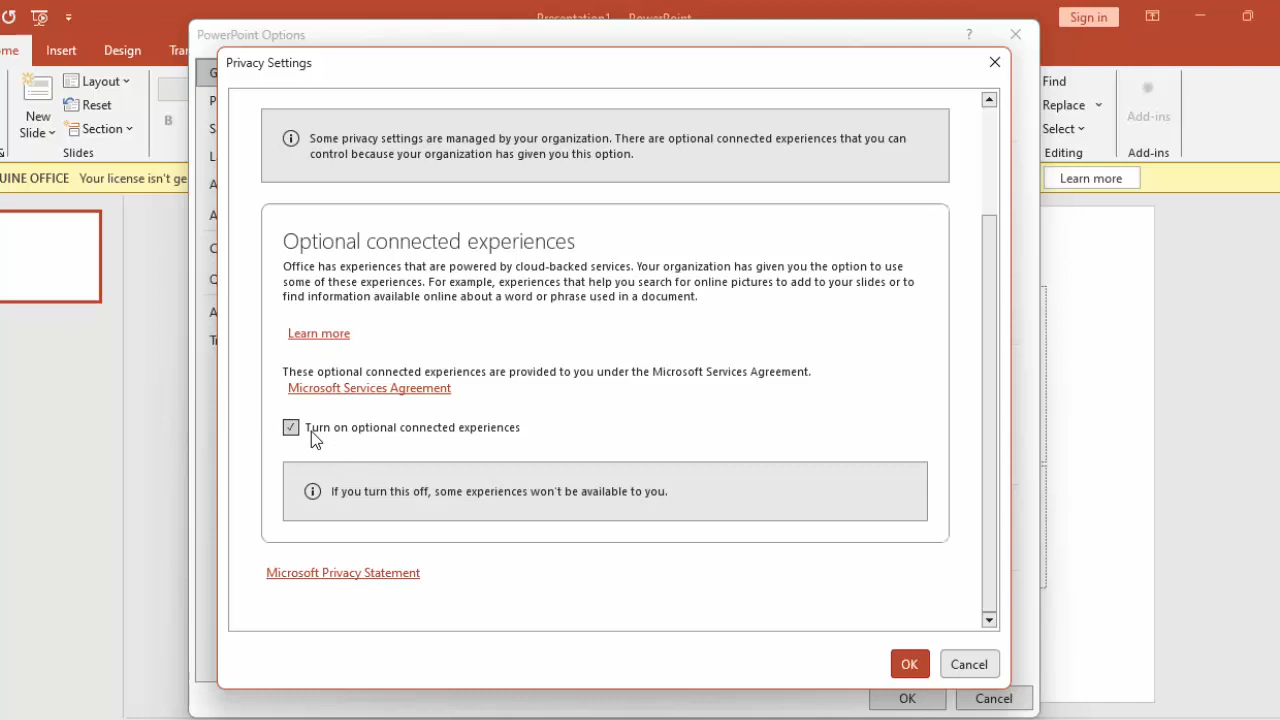 Presentation1 - PowerPoint
Sign in
ome
Insert
Design
Tran
New
Slide
Layout
Reset
Section
Slides
B
Find
Replace
Select
Editing
Add-ins
Add-ins
UINE OFFICE Your license isn't ge
Learn more
PowerPoint Options
?
Privacy Settings
Some privacy settings are managed by your organization. There are optional connected experiences that you can
control because your organization has given you this option.
Optional connected experiences
Office has experiences that are powered by cloud-backed services. Your organization has given you the option to use
some of these experiences. For example, experiences that help you search for online pictures to add to your slides or to
find information available online about a word or phrase used in a document.
Learn more
These optional connected experiences are provided to you under the Microsoft Services Agreement.
Microsoft Services Agreement
Turn on optional connected experiences
If you turn this off, some experiences won't be available to you.
Microsoft Privacy Statement
OK
Cancel
OK
Cancel